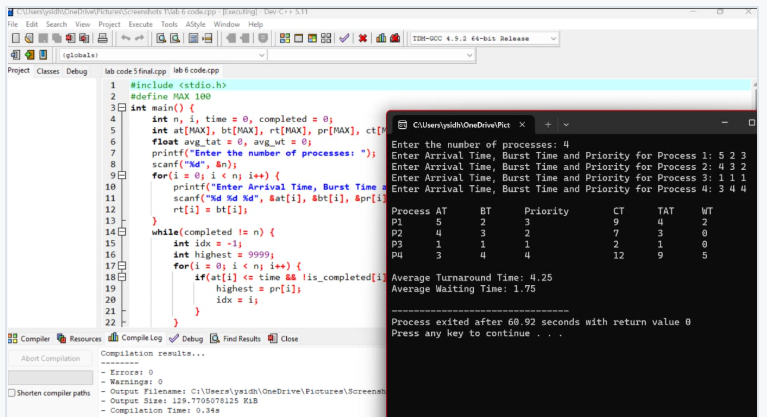 C:\Users\ysidh\OneDrive\Pictures\Screenshots 1\lab 6 code.cpp - [Executing] - Dev-C++ 5.11
File Edit Search View Project Execute Tools AStyle Window Help
TDM-GCC 4.9.2 64-bit Release
(globals)
Project Classes Debug
lab code 5 final.cpp lab 6 code.cpp
1 #include <stdio.h>
2 #define MAX 100
3 int main() {
4 int n, i, time = 0, completed = 0;
5 int at[MAX], bt[MAX], rt[MAX], pr[MAX], ct[M
6 float avg_tat = 0, avg_wt = 0;
7 printf("Enter the number of processes: ");
8 scanf("%d", &n);
9 for(i = 0; i < n; i++) {
10 printf("Enter Arrival Time, Burst Time a
11 scanf("%d %d %d", &at[i], &bt[i], &pr[i]
12 rt[i] = bt[i];
13 }
14 while(completed != n) {
15 int idx = -1;
16 int highest = 9999;
17 for(i = 0; i < n; i++) {
18 if(at[i] <= time && !is_completed[i]
19 highest = pr[i];
20 idx = i;
21 }
22 }
C:\Users\ysidh\OneDrive\Pict
Enter the number of processes: 4
Enter Arrival Time, Burst Time and Priority for Process 1: 5 2 3
Enter Arrival Time, Burst Time and Priority for Process 2: 4 3 2
Enter Arrival Time, Burst Time and Priority for Process 3: 1 1 1
Enter Arrival Time, Burst Time and Priority for Process 4: 3 4 4
Process AT BT Priority CT TAT WT
P1 5 2 3 9 4 2
P2 4 3 2 7 3 0
P3 1 1 1 2 1 0
P4 3 4 4 12 9 5
Average Turnaround Time: 4.25
Average Waiting Time: 1.75
--------------------------------
Process exited after 60.92 seconds with return value 0
Press any key to continue . . .
Compiler Resources Compile Log Debug Find Results Close
Abort Compilation
Shorten compiler paths
Compilation results...
--------
- Errors: 0
- Warnings: 0
- Output Filename: C:\Users\ysidh\OneDrive\Pictures\Screensh
- Output Size: 129.7705078125 KiB
- Compilation Time: 0.34s